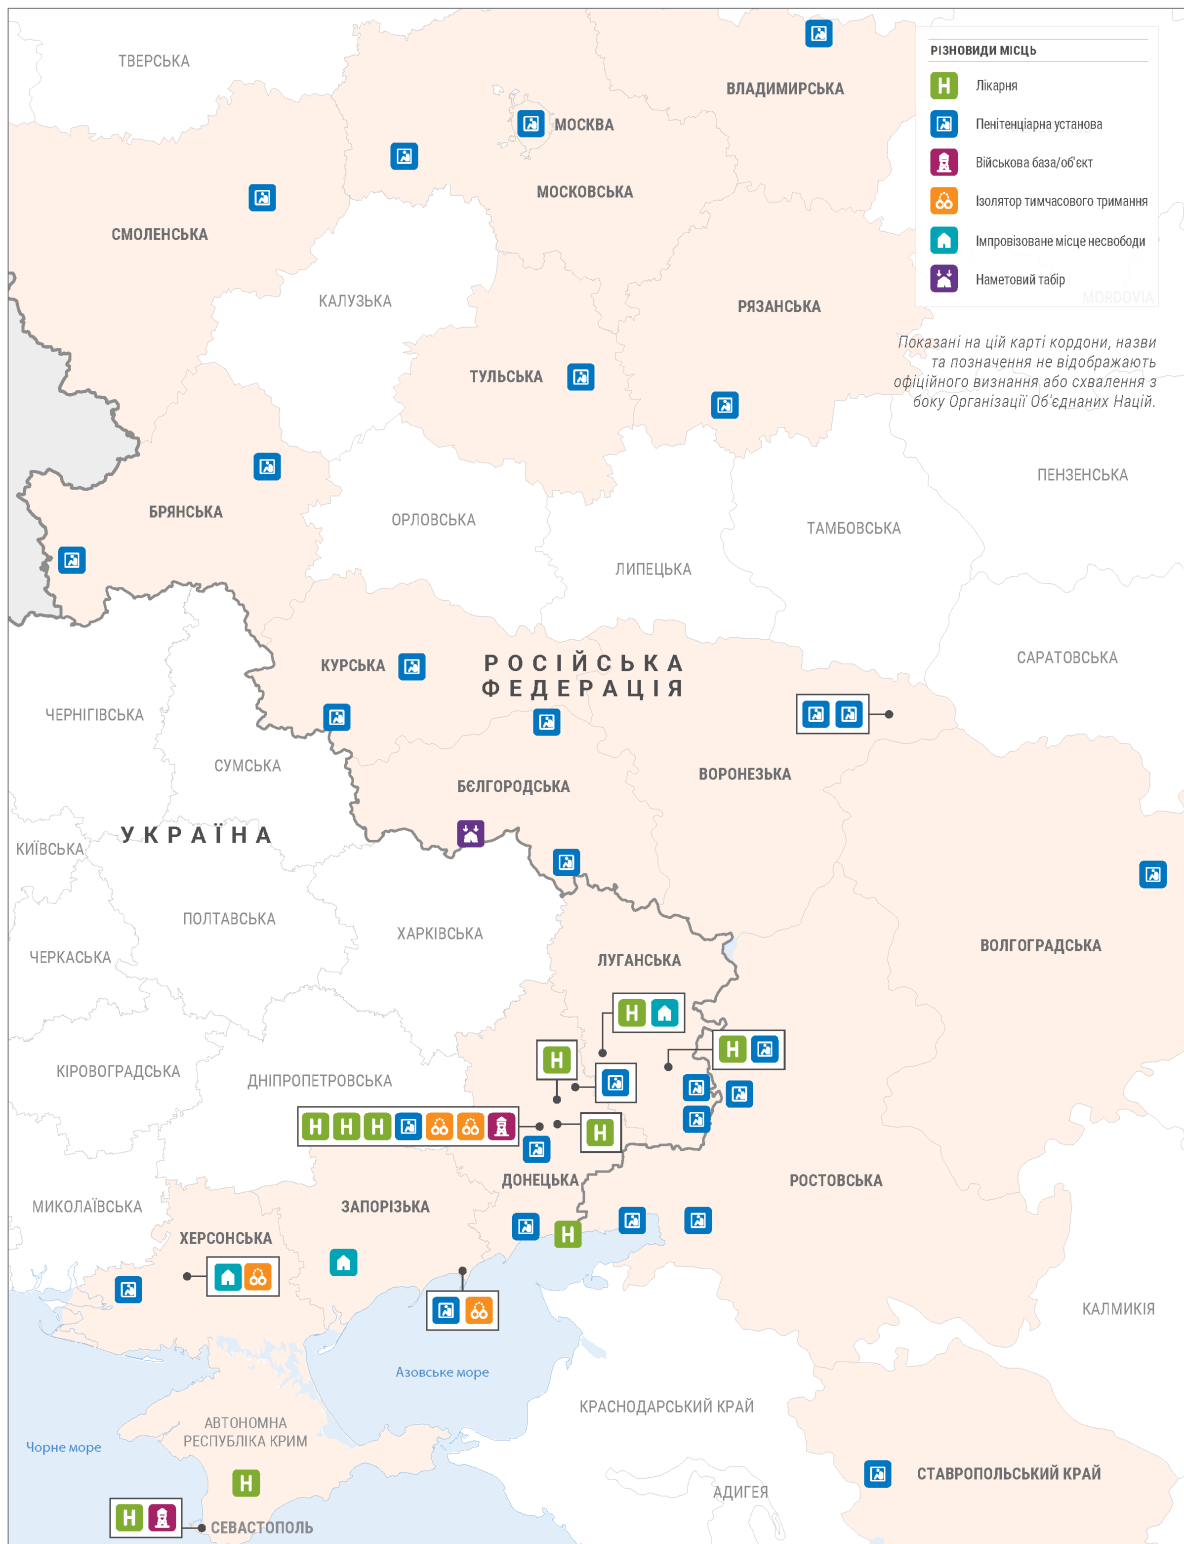 ТВЕРСЬКА
ВЛАДИМИРСЬКА
МОСКВА
МОСКОВСЬКА
СМОЛЕНСЬКА
КАЛУЗЬКА
РЯЗАНСЬКА
ТУЛЬСЬКА
РІЗНОВИДИ МІСЦЬ
Лікарня
Пенітенціарна установа
Військова база/об'єкт
Ізолятор тимчасового тримання
Імпровізоване місце несвободи
Наметовий табір
MORDOVIA
Показані на цій карті кордони, назви
та позначення не відображають
офіційного визнання або схвалення з
боку Організації Об'єднаних Націй.
ПЕНЗЕНСЬКА
БРЯНСЬКА
ОРЛОВСЬКА
ТАМБОВСЬКА
ЛИПЕЦЬКА
САРАТОВСЬКА
КУРСЬКА
РОСІЙСЬКА
ФЕДЕРАЦІЯ
ЧЕРНІГІВСЬКА
СУМСЬКА
ВОРОНЕЗЬКА
БЄЛГОРОДСЬКА
УКРАЇНА
КИЇВСЬКА
ПОЛТАВСЬКА
ХАРКІВСЬКА
ВОЛГОГРАДСЬКА
ЧЕРКАСЬКА
ЛУГАНСЬКА
КІРОВОГРАДСЬКА
ДНІПРОПЕТРОВСЬКА
ДОНЕЦЬКА
РОСТОВСЬКА
МИКОЛАЇВСЬКА
ЗАПОРІЗЬКА
ХЕРСОНСЬКА
КАЛМИКІЯ
Азовське море
КРАСНОДАРСЬКИЙ КРАЙ
АВТОНОМНА
РЕСПУБЛІКА КРИМ
Чорне море
СТАВРОПОЛЬСЬКИЙ КРАЙ
АДИГЕЯ
СЕВАСТОПОЛЬ